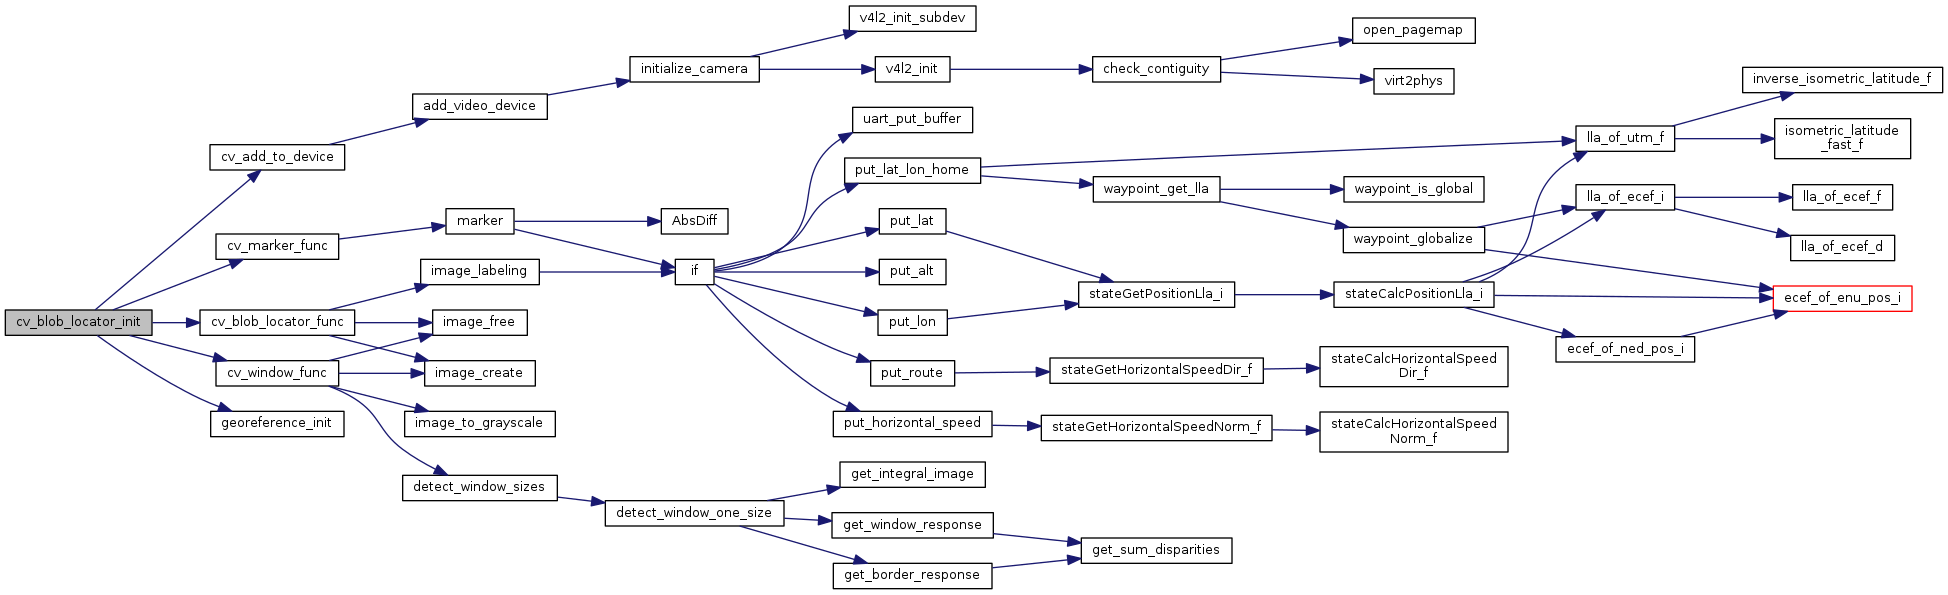 v4l2_init_subdev
open_pagemap
initialize_camera
v4l2_init
check_contiguity
virt2phys
inverse_isometric_latitude_f
add_video_device
uart_put_buffer
lla_of_utm_f
isometric_latitude
_fast_f
cv_add_to_device
put_lat_lon_home
waypoint_get_lla
waypoint_is_global
lla_of_ecef_i
lla_of_ecef_f
marker
AbsDiff
put_lat
cv_marker_func
waypoint_globalize
lla_of_ecef_d
image_labeling
if
put_alt
stateGetPositionLla_i
stateCalcPositionLla_i
ecef_of_enu_pos_i
cv_blob_locator_init
cv_blob_locator_func
image_free
put_lon
ecef_of_ned_pos_i
cv_window_func
image_create
put_route
stateGetHorizontalSpeedDir_f
stateCalcHorizontalSpeed
Dir_f
georeference_init
image_to_grayscale
put_horizontal_speed
stateGetHorizontalSpeedNorm_f
stateCalcHorizontalSpeed
Norm_f
get_integral_image
detect_window_sizes
detect_window_one_size
get_window_response
get_sum_disparities
get_border_response